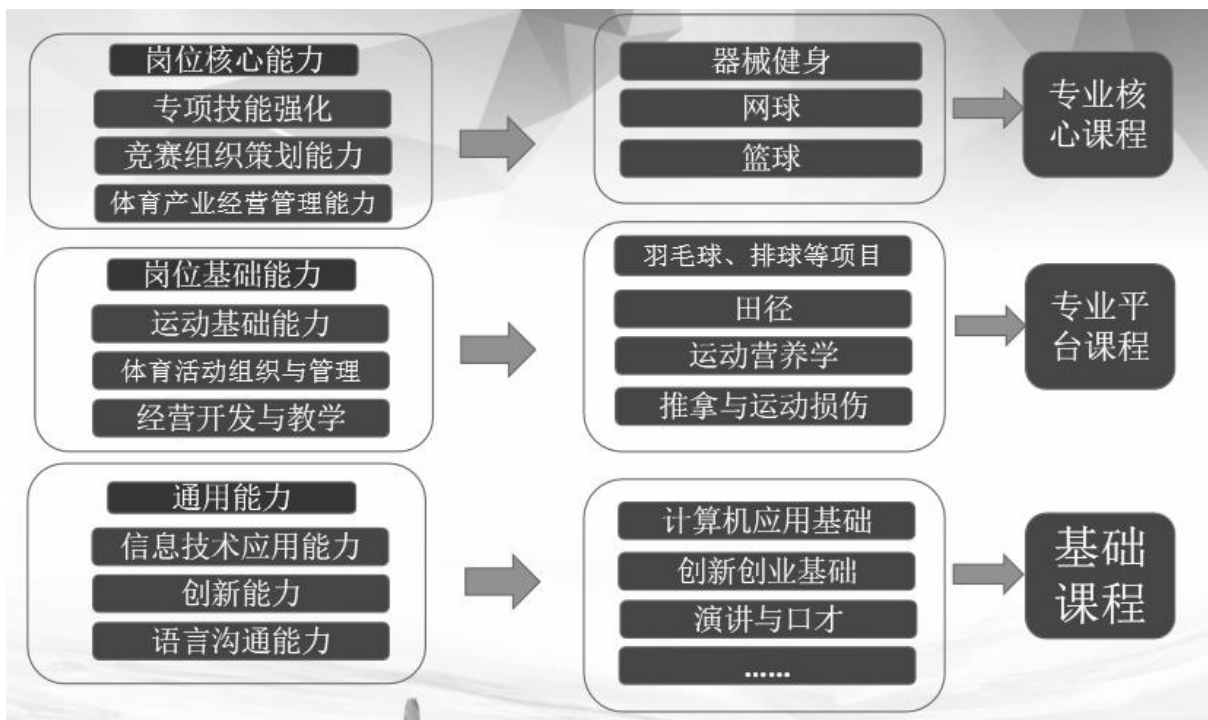 岗位核心能力
专项技能强化
竞赛组织策划能力
体育产业经营管理能力
器械健身
网球
篮球
专业核
心课程
岗位基础能力
运动基础能力
体育活动组织与管理
经营开发与教学
羽毛球、排球等项目
田径
运动营养学
推拿与运动损伤
专业平
台课程
通用能力
信息技术应用能力
创新能力
语言沟通能力
计算机应用基础
创新创业基础
演讲与口才
......
基础
课程